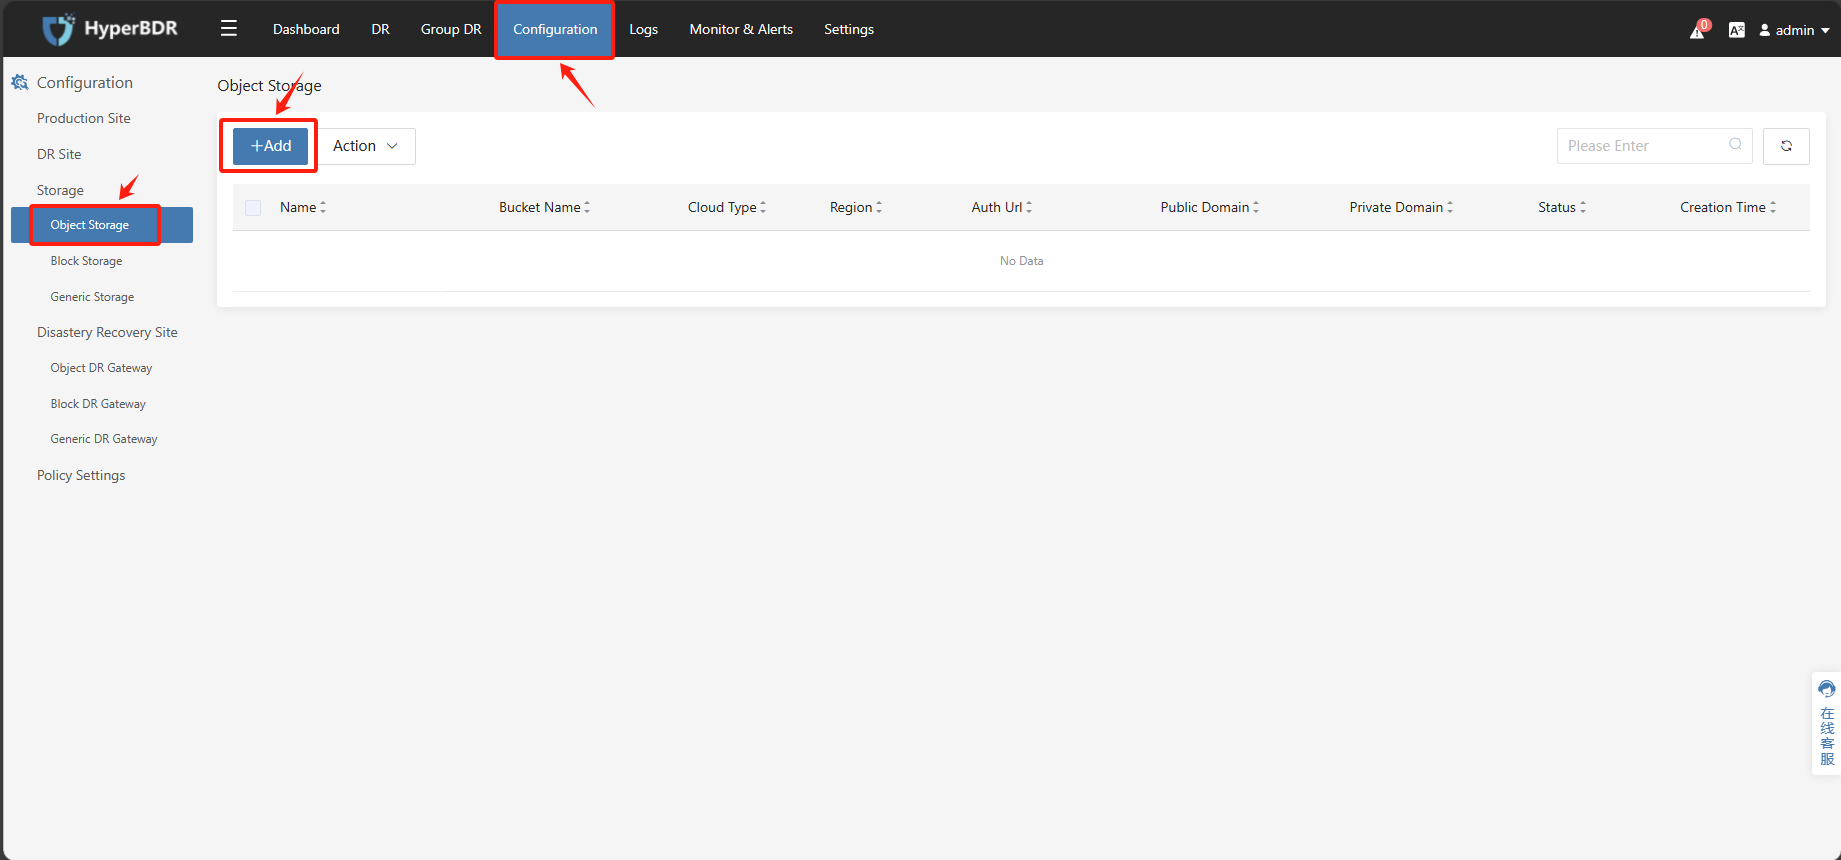 HyperBDR
Dashboard
DR
Group DR
Configuration
Logs
Monitor & Alerts
Settings
0
admin
Configuration
Production Site
DR Site
Storage
Object Storage
Block Storage
Generic Storage
Disastery Recovery Site
Object DR Gateway
Block DR Gateway
Generic DR Gateway
Policy Settings
Object Storage
+Add
Action
Please Enter
Name
Bucket Name
Cloud Type
Region
Auth Url
Public Domain
Private Domain
Status
Creation Time
No Data
在线客服